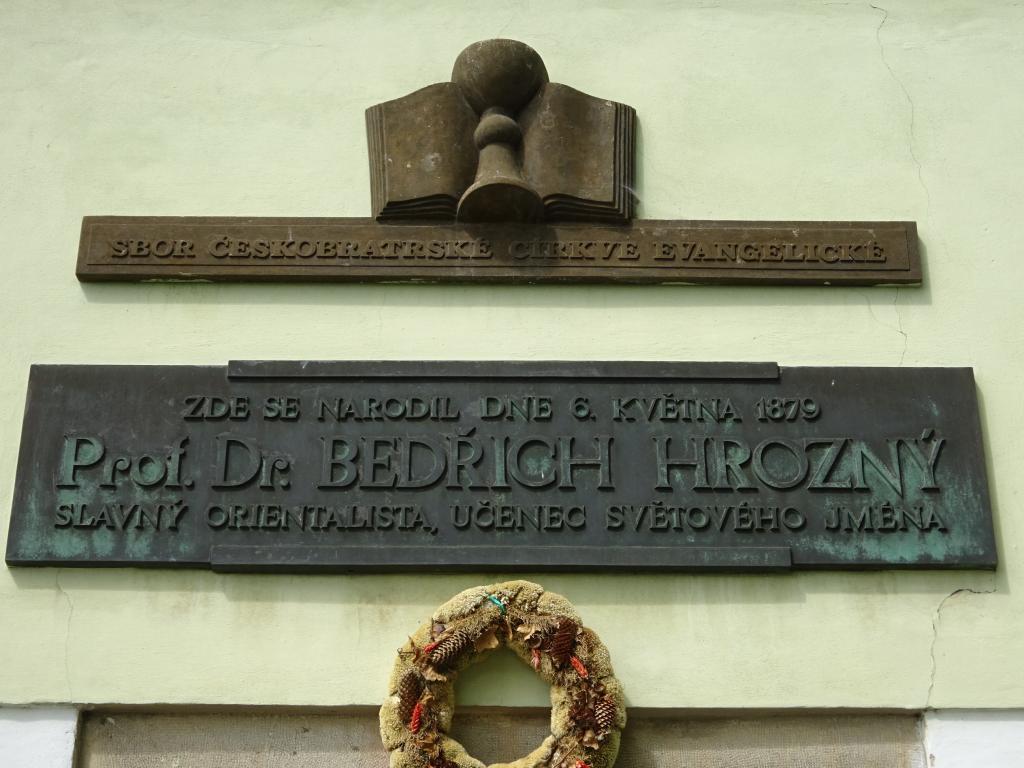 SBOR ČESKOBRATRSKÉ CÍRKVE EVANGELICKÉ
ZDE SE NARODIL DNE 6. KVĚTNA 1879
Prof. Dr. BEDŘICH HROZNÝ
SLAVNÝ ORIENTALISTA, UČENEC SVĚTOVÉHO JMÉNA